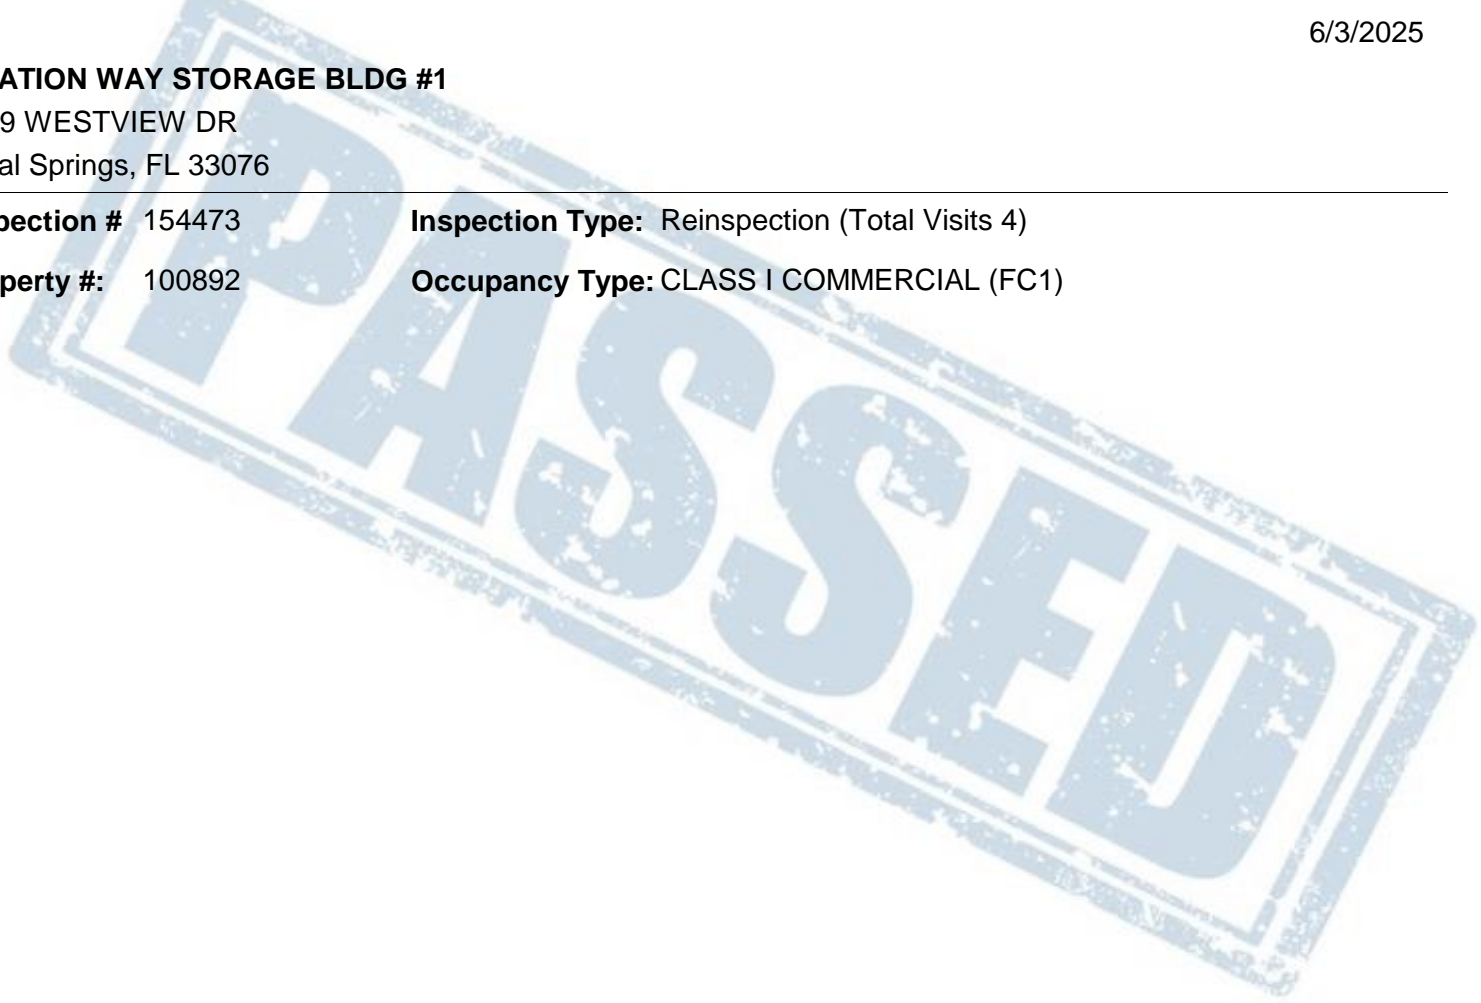 6/3/2025
ATION WAY STORAGE BLDG #1
9 WESTVIEW DR
al Springs, FL 33076
pection # 154473 Inspection Type: Reinspection (Total Visits 4)
perty #: 100892 Occupancy Type: CLASS I COMMERCIAL (FC1)
PASSED